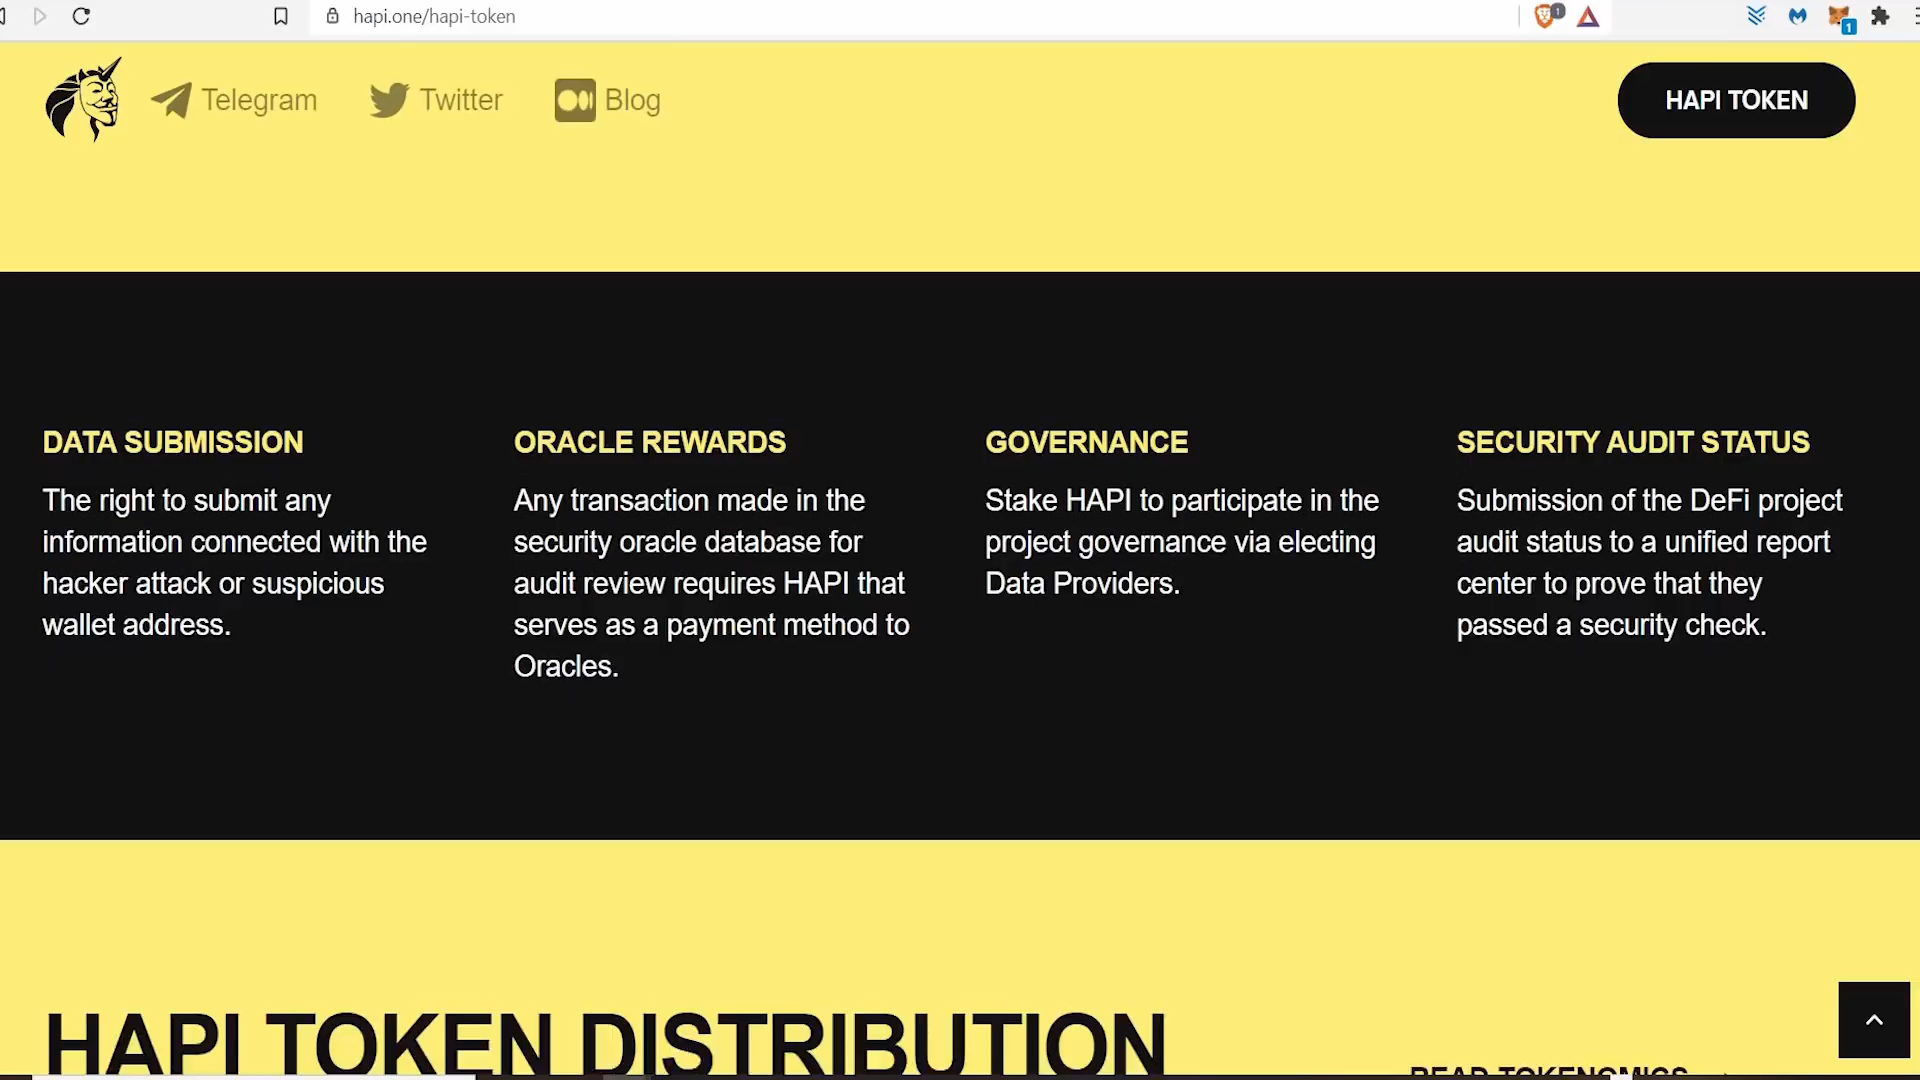 hapi.one/hapi-token
1
1
Telegram
Twitter
Blog
HAPI TOKEN
DATA SUBMISSION
The right to submit any
information connected with the
hacker attack or suspicious
wallet address.
ORACLE REWARDS
Any transaction made in the
security oracle database for
audit review requires HAPI that
serves as a payment method to
Oracles.
GOVERNANCE
Stake HAPI to participate in the
project governance via electing
Data Providers.
SECURITY AUDIT STATUS
Submission of the DeFi project
audit status to a unified report
center to prove that they
passed a security check.
HAPI TOKEN DISTRIBUTION
READ TOKENOMICS